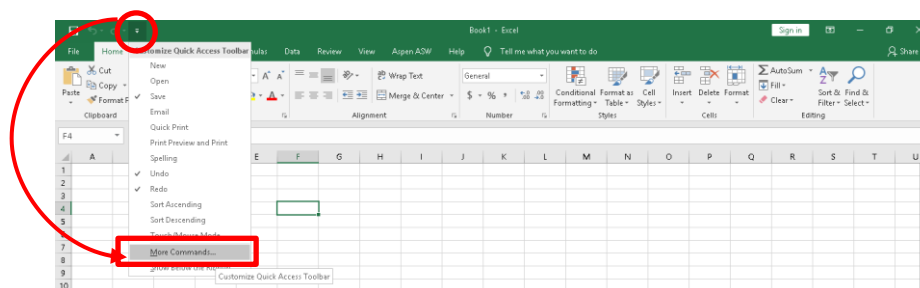 Book1 - Excel
Sign in
File Home Data Review View Aspen ASW Help Tell me what you want to do Share
Customize Quick Access Toolbar
New
Open
Save
Email
Quick Print
Print Preview and Print
Spelling
Undo
Redo
Sort Ascending
Sort Descending
Touch/Mouse Mode
More Commands...
Show Below the Ribbon
Customize Quick Access Toolbar
Paste
Cut
Copy
Format
Clipboard
Wrap Text
Merge & Center
Alignment
General
$ % ,
Number
Conditional Formatting
Format as Table
Cell Styles
Styles
Insert Delete Format
Cells
AutoSum
Fill
Clear
Sort & Filter
Find & Select
Editing
F4
A E F G H I J K L M N O P Q R S T U
1
2
3
4
5
7
8
9
10